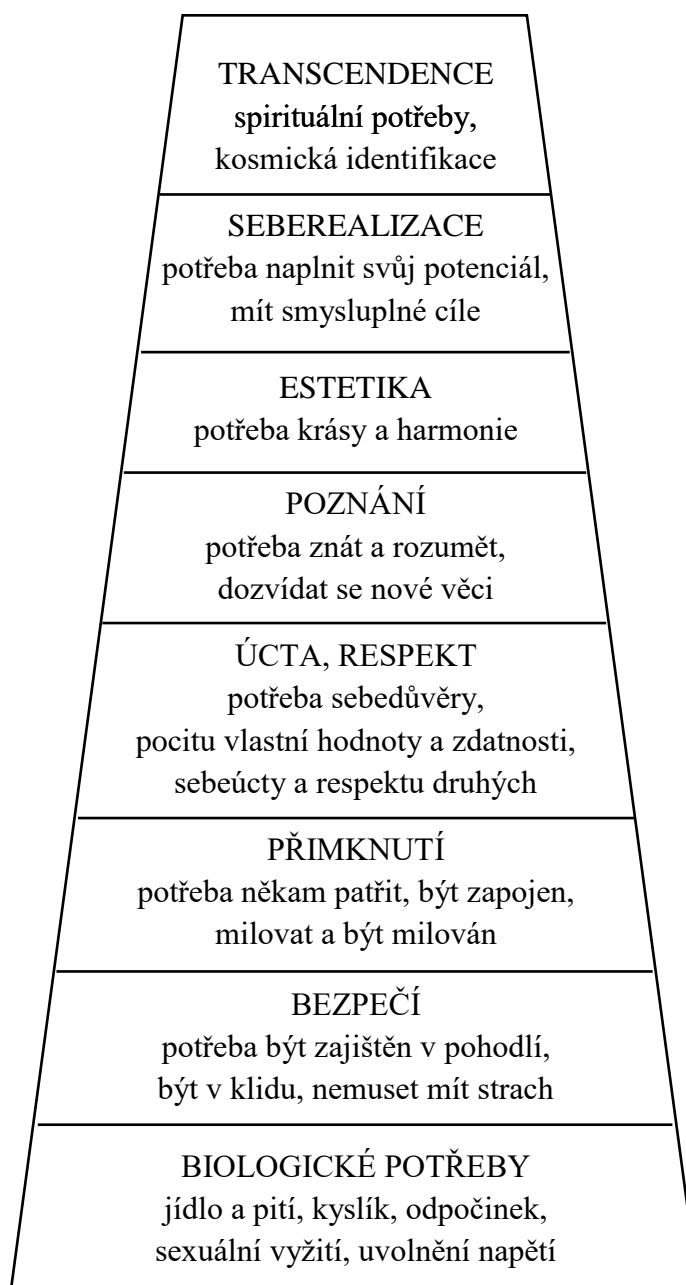 TRANSCENDENCE
spirituální potřeby,
kosmická identifikace
SEBEREALIZACE
potřeba naplnit svůj potenciál,
mít smysluplné cíle
ESTETIKA
potřeba krásy a harmonie
POZNÁNÍ
potřeba znát a rozumět,
dozvídat se nové věci
ÚCTA, RESPEKT
potřeba sebedůvěry,
pocitu vlastní hodnoty a zdatnosti,
sebeúcty a respektu druhých
PŘIMKNUTÍ
potřeba někam patřit, být zapojen,
milovat a být milován
BEZPEČÍ
potřeba být zajištěn v pohodlí,
být v klidu, nemuset mít strach
BIOLOGICKÉ POTŘEBY
jídlo a pití, kyslík, odpočinek,
sexuální vyžití, uvolnění napětí